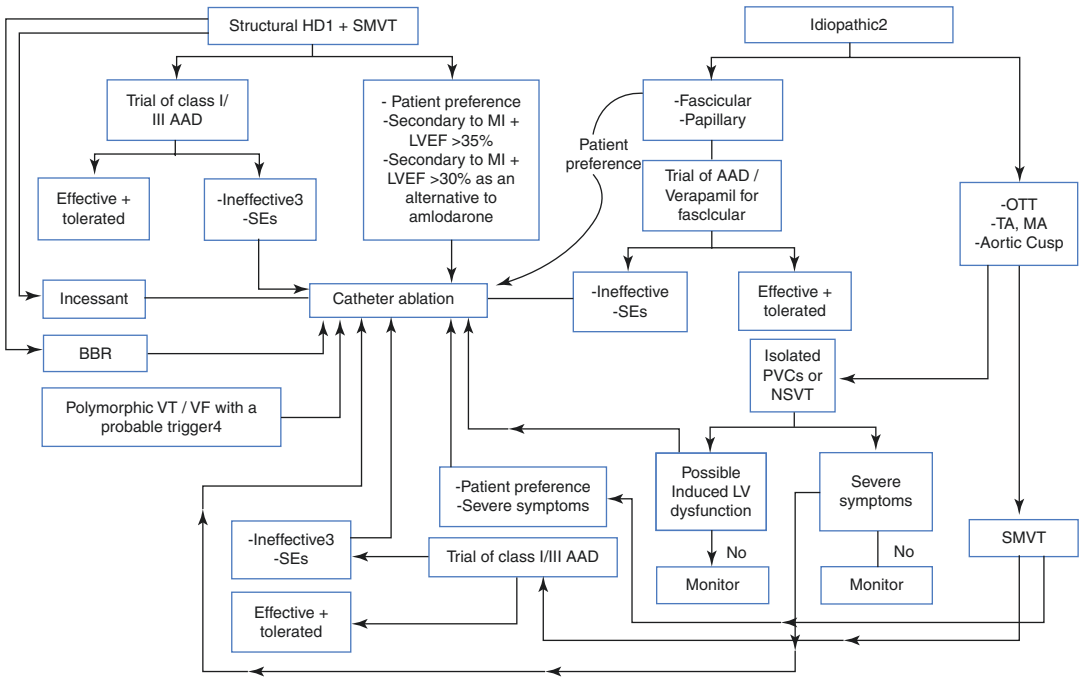 Structural HD1 + SMVT
Idiopathic2
Trial of class I/
III AAD
- Patient preference
-Secondary to MI +
LVEF >35%
-Secondary to MI +
LVEF >30% as an
alternative to
amlodarone
-Fascicular
-Papillary
Patient
preference
Effective +
tolerated
-Ineffective3
-SEs
Trial of AAD /
Verapamil for
fasclcular
-OTT
-TA, MA
-Aortic Cusp
Incessant
Catheter ablation
-Ineffective
-SEs
Effective +
tolerated
BBR
Isolated
PVCs or
NSVT
Polymorphic VT / VF with a
probable trigger4
-Patient preference
-Severe symptoms
Possible
Induced LV
dysfunction
Severe
symptoms
-Ineffective3
-SEs
Trial of class I/III AAD
No
No
SMVT
Monitor
Monitor
Effective +
tolerated